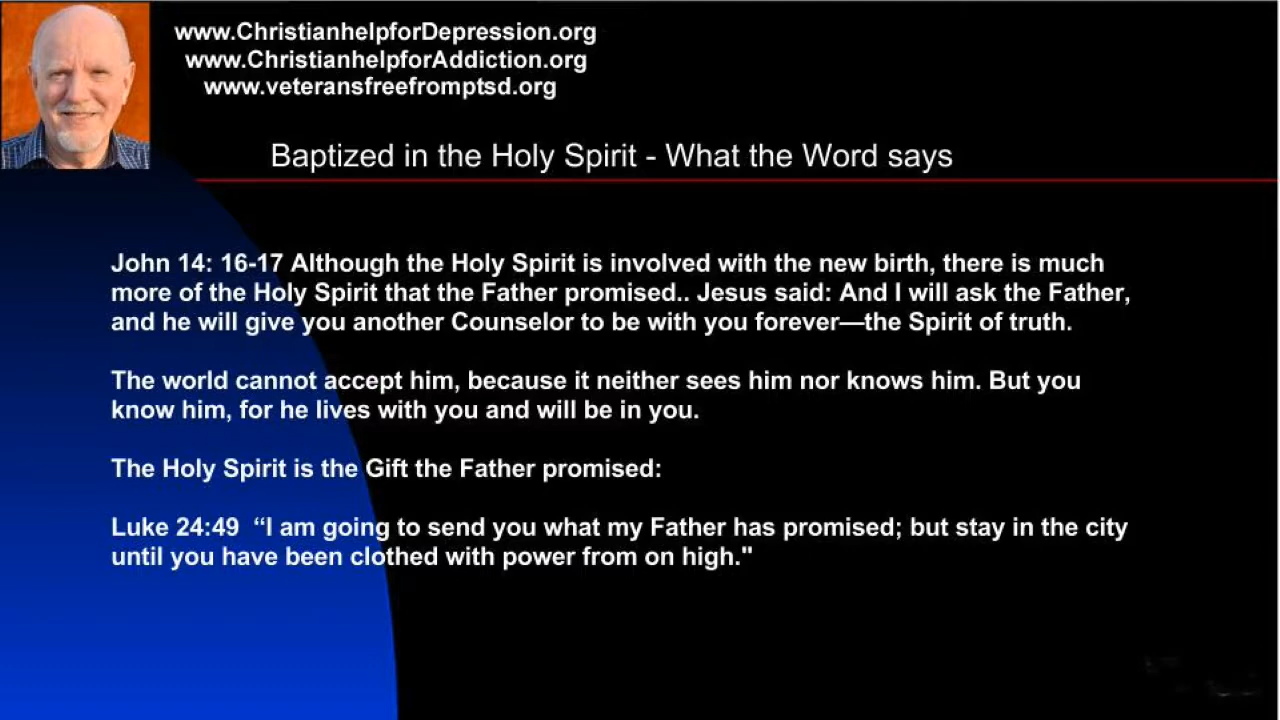 www.ChristianhelpforDepression.org
www.ChristianhelpforAddiction.org
www.veteransfreefromptsd.org
Baptized in the Holy Spirit - What the Word says
John 14: 16-17 Although the Holy Spirit is involved with the new birth, there is much
more of the Holy Spirit that the Father promised.. Jesus said: And I will ask the Father,
and he will give you another Counselor to be with you forever—the Spirit of truth.
The world cannot accept him, because it neither sees him nor knows him. But you
know him, for he lives with you and will be in you.
The Holy Spirit is the Gift the Father promised:
Luke 24:49  “I am going to send you what my Father has promised; but stay in the city
until you have been clothed with power from on high."